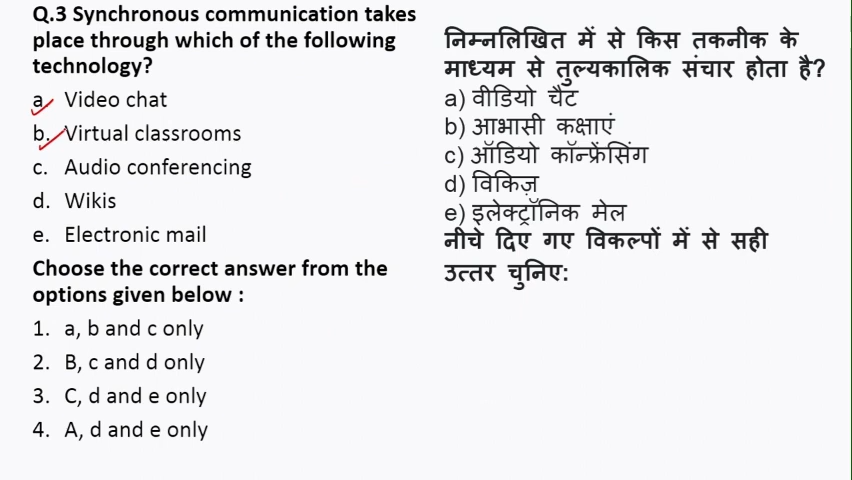 Q.3 Synchronous communication takes
place through which of the following
technology?
a. Video chat
b. Virtual classrooms
c. Audio conferencing
d. Wikis
e. Electronic mail
Choose the correct answer from the
options given below :
1. a, b and c only
2. B, c and d only
3. C, d and e only
4. A, d and e only
निम्नलिखित में से किस तकनीक के
माध्यम से तुल्यकालिक संचार होता है?
a) वीडियो चैट
b) आभासी कक्षाएं
c) ऑडियो कॉन्फ्रेंसिंग
d) विकिज़
e) इलेक्ट्रॉनिक मेल
नीचे दिए गए विकल्पों में से सही
उत्तर चुनिए: